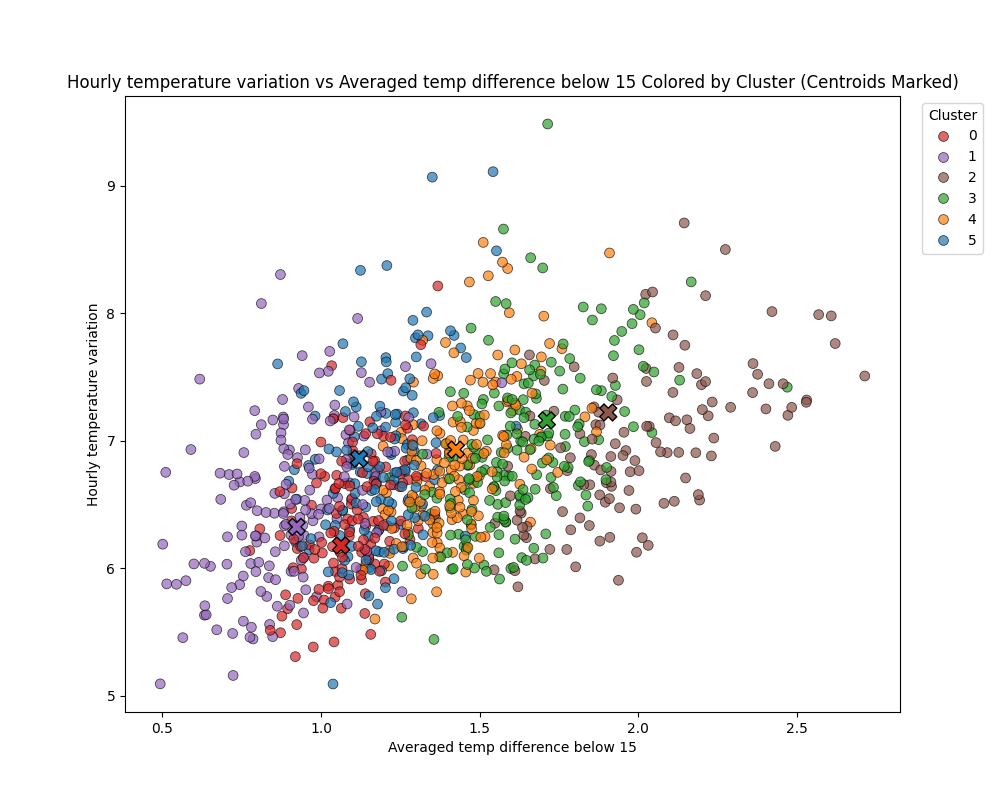 Hourly temperature variation vs Averaged temp difference below 15 Colored by Cluster (Centroids Marked)
Cluster
0
1
2
3
4
5
Hourly temperature variation
9
8
7
6
5
0.5 1.0 1.5 2.0 2.5
Averaged temp difference below 15